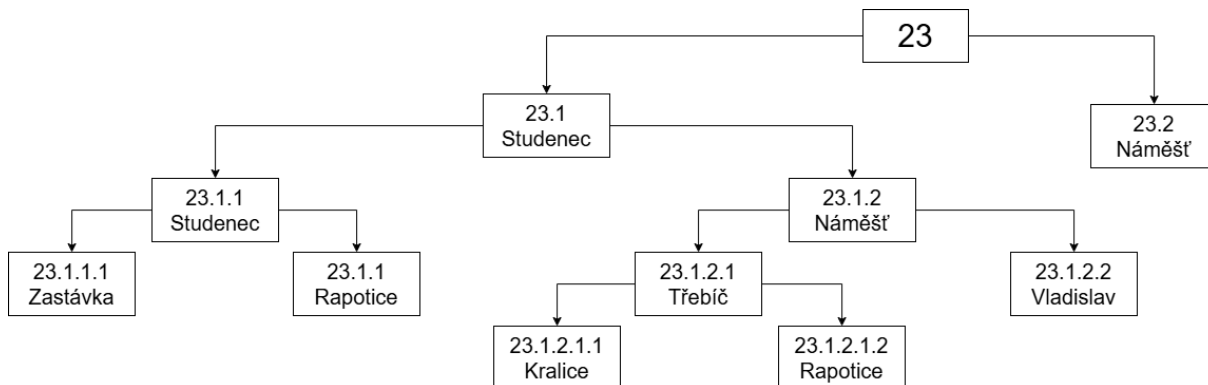 23
23.1
Studenec
23.2
Náměšť
23.1.1
Studenec
23.1.2
Náměšť
23.1.1.1
Zastávka
23.1.1
Rapotice
23.1.2.1
Třebíč
23.1.2.2
Vladislav
23.1.2.1.1
Kralice
23.1.2.1.2
Rapotice